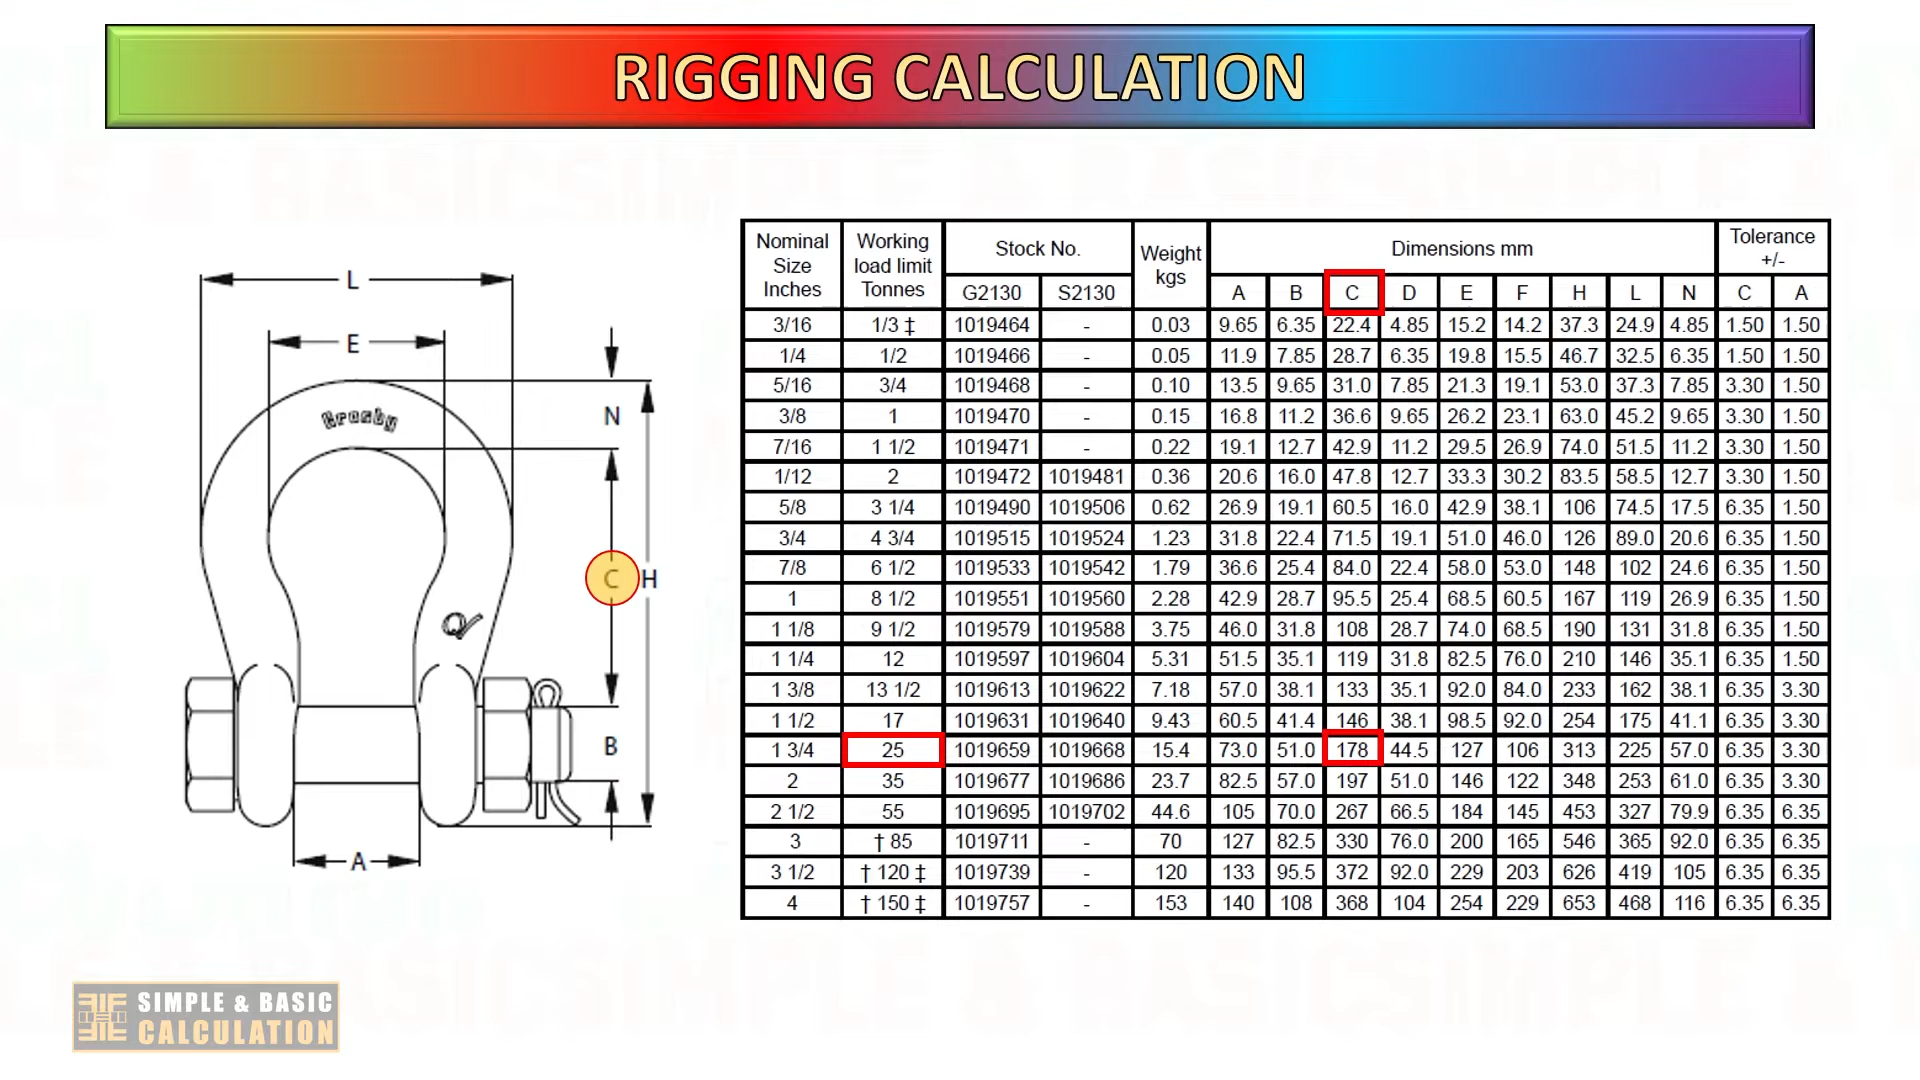 RIGGING CALCULATION
L
E
N
Crosby
C H
B
A
Nominal Size Inches Working load limit Tonnes Stock No. Weight kgs Dimensions mm Tolerance +/-
G2130 S2130 A B C D E F H L N C A
3/16 1/3 ‡ 1019464 - 0.03 9.65 6.35 22.4 4.85 15.2 14.2 37.3 24.9 4.85 1.50 1.50
1/4 1/2 1019466 - 0.05 11.9 7.85 28.7 6.35 19.8 15.5 46.7 32.5 6.35 1.50 1.50
5/16 3/4 1019468 - 0.10 13.5 9.65 31.0 7.85 21.3 19.1 53.0 37.3 7.85 3.30 1.50
3/8 1 1019470 - 0.15 16.8 11.2 36.6 9.65 26.2 23.1 63.0 45.2 9.65 3.30 1.50
7/16 1 1/2 1019471 - 0.22 19.1 12.7 42.9 11.2 29.5 26.9 74.0 51.5 11.2 3.30 1.50
1/12 2 1019472 1019481 0.36 20.6 16.0 47.8 12.7 33.3 30.2 83.5 58.5 12.7 3.30 1.50
5/8 3 1/4 1019490 1019506 0.62 26.9 19.1 60.5 16.0 42.9 38.1 106 74.5 17.5 6.35 1.50
3/4 4 3/4 1019515 1019524 1.23 31.8 22.4 71.5 19.1 51.0 46.0 126 89.0 20.6 6.35 1.50
7/8 6 1/2 1019533 1019542 1.79 36.6 25.4 84.0 22.4 58.0 53.0 148 102 24.6 6.35 1.50
1 8 1/2 1019551 1019560 2.28 42.9 28.7 95.5 25.4 68.5 60.5 167 119 26.9 6.35 1.50
1 1/8 9 1/2 1019579 1019588 3.75 46.0 31.8 108 28.7 74.0 68.5 190 131 31.8 6.35 1.50
1 1/4 12 1019597 1019604 5.31 51.5 35.1 119 31.8 82.5 76.0 210 146 35.1 6.35 1.50
1 3/8 13 1/2 1019613 1019622 7.18 57.0 38.1 133 35.1 92.0 84.0 233 162 38.1 6.35 3.30
1 1/2 17 1019631 1019640 9.43 60.5 41.4 146 38.1 98.5 92.0 254 175 41.1 6.35 3.30
1 3/4 25 1019659 1019668 15.4 73.0 51.0 178 44.5 127 106 313 225 57.0 6.35 3.30
2 35 1019677 1019686 23.7 82.5 57.0 197 51.0 146 122 348 253 61.0 6.35 3.30
2 1/2 55 1019695 1019702 44.6 105 70.0 267 66.5 184 145 453 327 79.9 6.35 6.35
3 † 85 1019711 - 70 127 82.5 330 76.0 200 165 546 365 92.0 6.35 6.35
3 1/2 † 120 ‡ 1019739 - 120 133 95.5 372 92.0 229 203 626 419 105 6.35 6.35
4 † 150 ‡ 1019757 - 153 140 108 368 104 254 229 653 468 116 6.35 6.35
SIMPLE & BASIC
CALCULATION